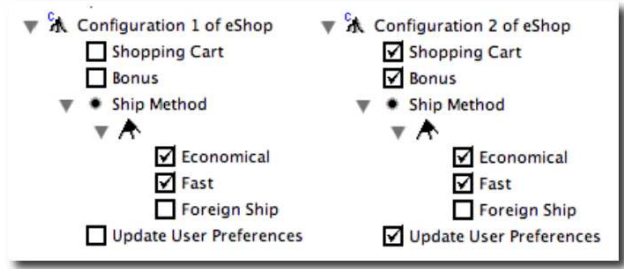 Configuration 1 of eShop
Shopping Cart
Bonus
Ship Method
Economical
Fast
Foreign Ship
Update User Preferences
Configuration 2 of eShop
Shopping Cart
Bonus
Ship Method
Economical
Fast
Foreign Ship
Update User Preferences